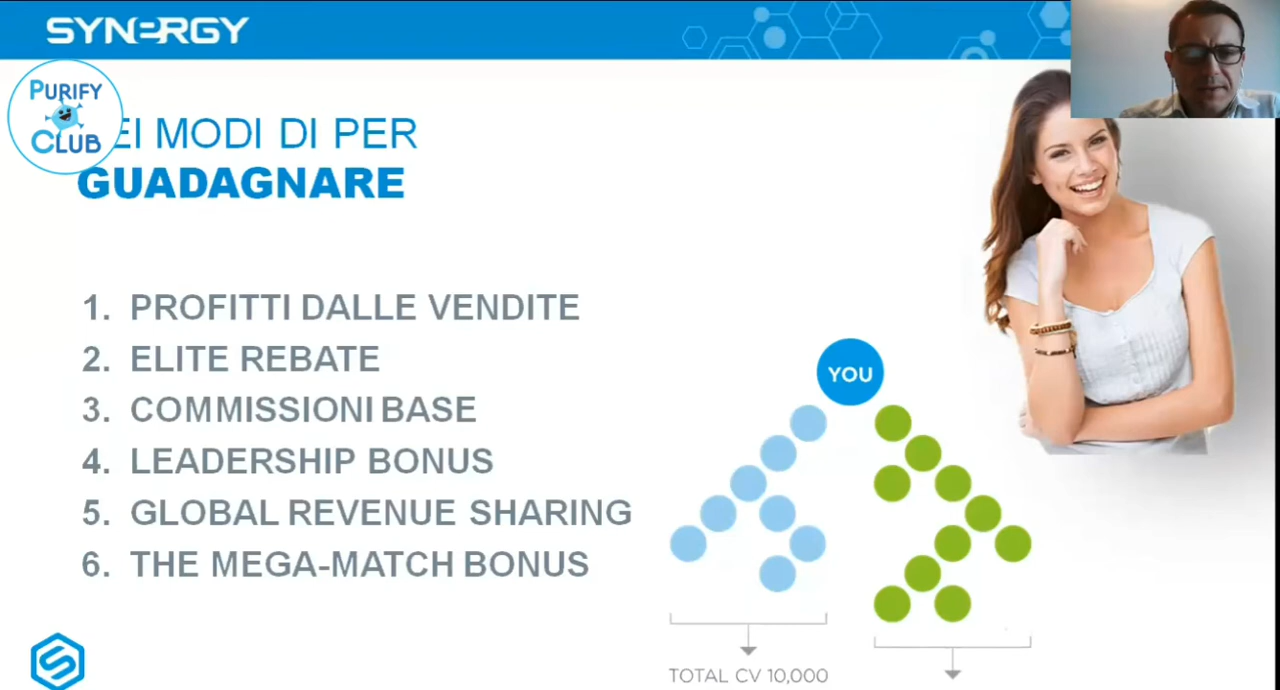 SYNERGY
PURIFY
CLUB
EI MODI DI PER
GUADAGNARE
1. PROFITTI DALLE VENDITE
2. ELITE REBATE
3. COMMISSIONI BASE
4. LEADERSHIP BONUS
5. GLOBAL REVENUE SHARING
6. THE MEGA-MATCH BONUS
YOU
TOTAL CV 10,000